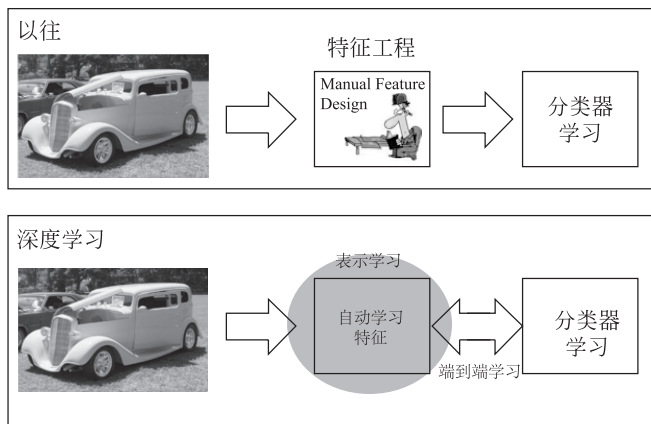 以往
特征工程
Manual Feature
Design
分类器
学习
深度学习
表示学习
自动学习
特征
分类器
学习
端到端学习